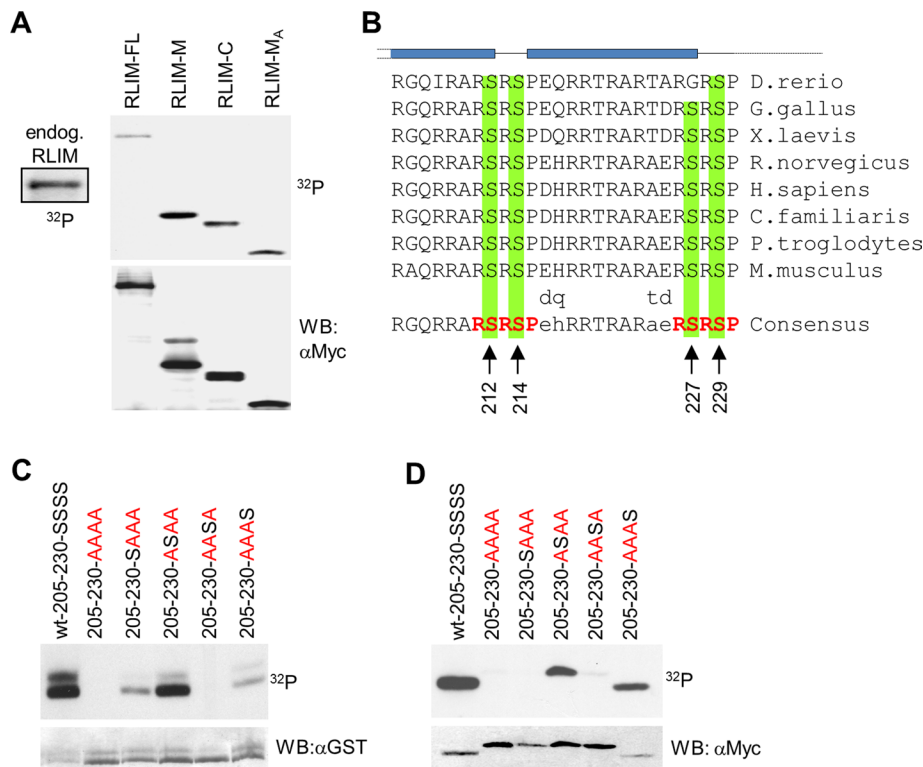 A
B
RLIM-FL
RLIM-M
RLIM-C
RLIM-MA
endog.
RLIM
32P
32P
WB:
αMyc
RGQIRARSRSPEQRRTRARTARGRSP D.rerio
RGQRRARSRSPEQRRTRARTDRSRSP G.gallus
RGQRRARSRSPDQRRTRARTDRSRSP X.laevis
RGQRRARSRSPEHRRTRARAERSRSP R.norvegicus
RGQRRARSRSPDHRRTRARAERSRSP H.sapiens
RGQRRARSRSPDHRRTRARAERSRSP C.familiaris
RGQRRARSRSPDHRRTRARAERSRSP P.troglodytes
RAQRRARSRSPEHRRTRARAERSRSP M.musculus
dq td
RGQRRARSRSPehRRTRARaeRSRSP Consensus
212
214
227
229
C
wt-205-230-SSSS
205-230-AAAA
205-230-SAAA
205-230-ASAA
205-230-AASA
205-230-AAAS
32P
WB:αGST
D
wt-205-230-SSSS
205-230-AAAA
205-230-SAAA
205-230-ASAA
205-230-AASA
205-230-AAAS
32P
WB: αMyc